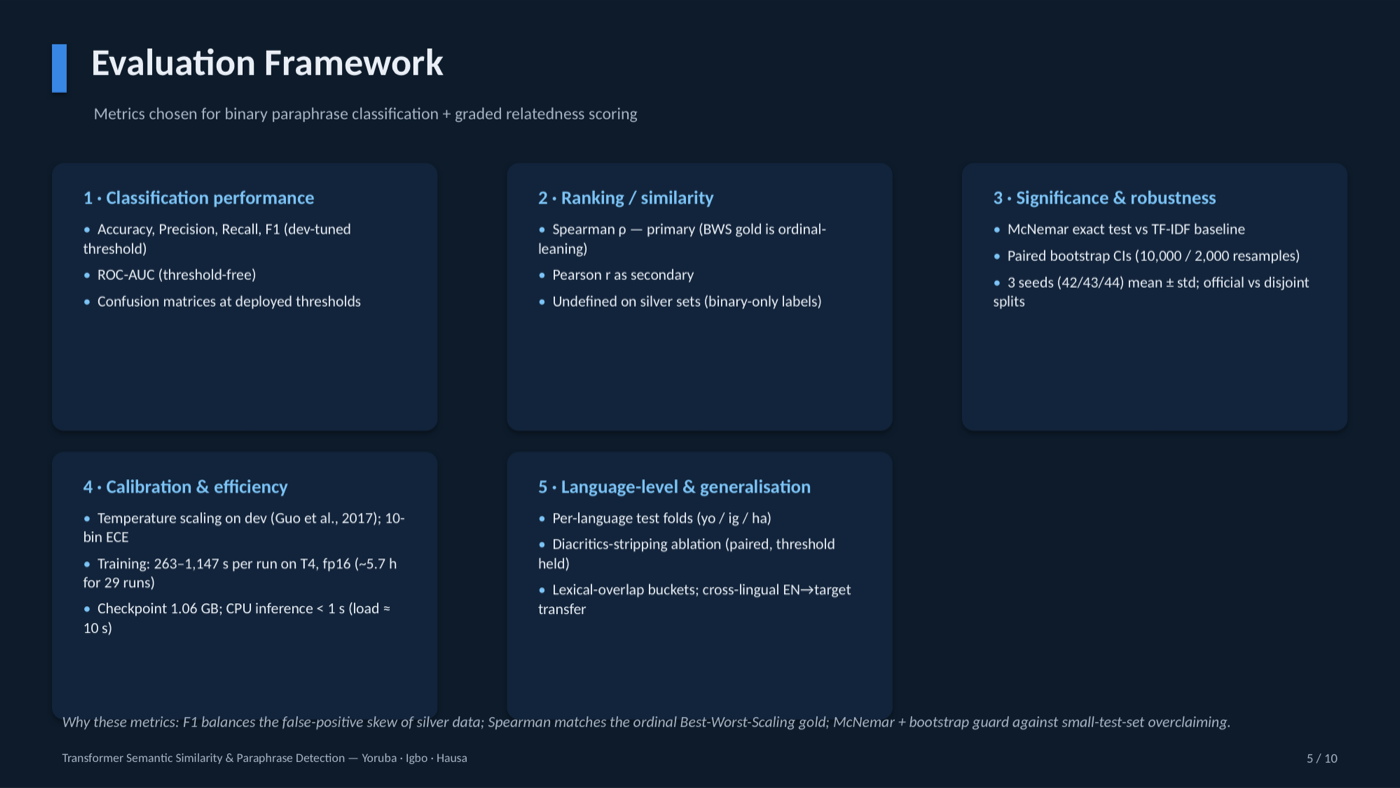 Evaluation Framework
Metrics chosen for binary paraphrase classification + graded relatedness scoring
1 · Classification performance
• Accuracy, Precision, Recall, F1 (dev-tuned
threshold)
• ROC-AUC (threshold-free)
• Confusion matrices at deployed thresholds
2 · Ranking / similarity
• Spearman ρ — primary (BWS gold is ordinal-
leaning)
• Pearson r as secondary
• Undefined on silver sets (binary-only labels)
3 · Significance & robustness
• McNemar exact test vs TF-IDF baseline
• Paired bootstrap CIs (10,000 / 2,000 resamples)
• 3 seeds (42/43/44) mean ± std; official vs disjoint
splits
4 · Calibration & efficiency
• Temperature scaling on dev (Guo et al., 2017); 10-
bin ECE
• Training: 263–1,147 s per run on T4, fp16 (~5.7 h
for 29 runs)
• Checkpoint 1.06 GB; CPU inference < 1 s (load ≈
10 s)
5 · Language-level & generalisation
• Per-language test folds (yo / ig / ha)
• Diacritics-stripping ablation (paired, threshold
held)
• Lexical-overlap buckets; cross-lingual EN→target
transfer
Why these metrics: F1 balances the false-positive skew of silver data; Spearman matches the ordinal Best-Worst-Scaling gold; McNemar + bootstrap guard against small-test-set overclaiming.
Transformer Semantic Similarity & Paraphrase Detection — Yoruba · Igbo · Hausa
5 / 10